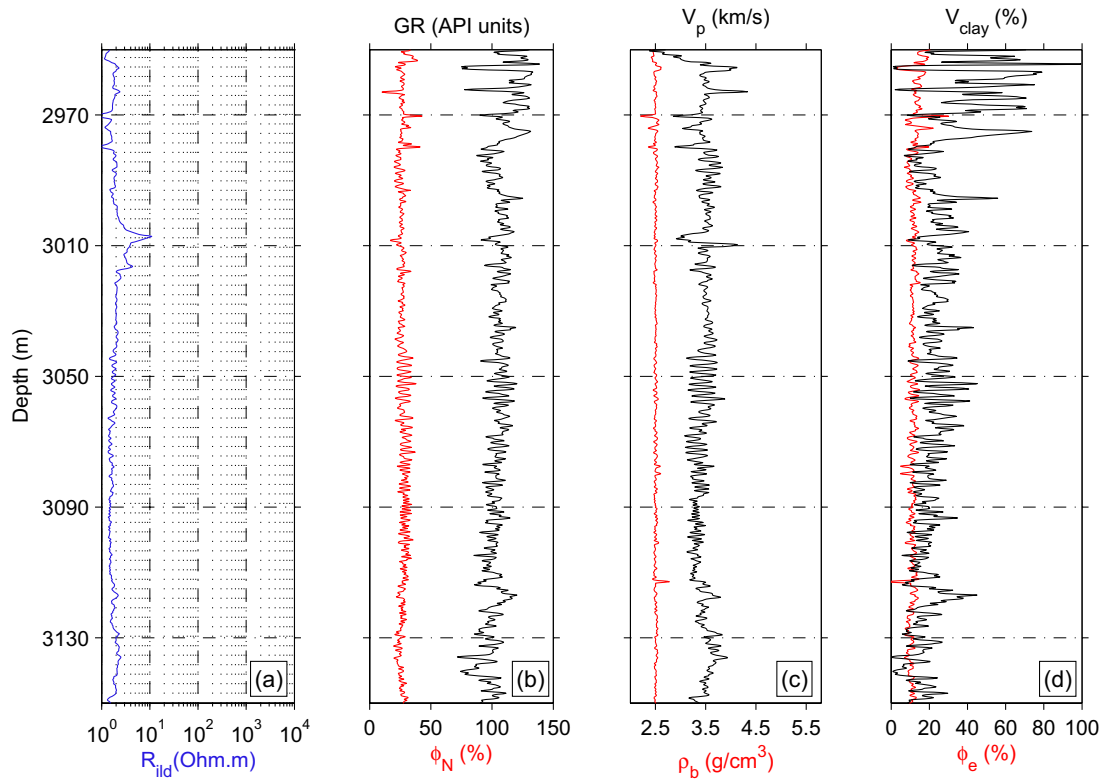 GR (API units)
V_p (km/s)
V_clay (%)
Depth (m)
2970
3010
3050
3090
3130
(a)
(b)
(c)
(d)
10^0 10^1 10^2 10^3 10^4
0 50 100 150
2.5 3.5 4.5 5.5
0 20 40 60 80 100
R_ild(Ohm.m)
ϕ_N (%)
ρ_b (g/cm^3)
ϕ_e (%)